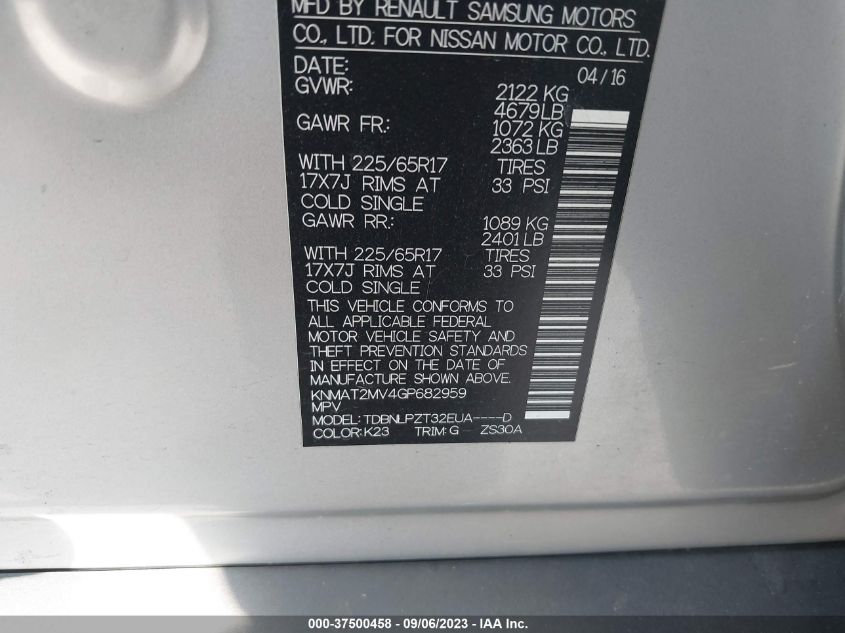 MFD BY RENAULT SAMSUNG MOTORS
CO., LTD. FOR NISSAN MOTOR CO., LTD.
DATE: 04/16
GVWR: 2122 KG
4679LB
GAWR FR.: 1072 KG
2363 LB
WITH 225/65R17 TIRES
17X7J RIMS AT 33 PSI
COLD SINGLE
GAWR RR.: 1089 KG
2401 LB
WITH 225/65R17 TIRES
17X7J RIMS AT 33 PSI
COLD SINGLE
THIS VEHICLE CONFORMS TO
ALL APPLICABLE FEDERAL
MOTOR VEHICLE SAFETY AND
THEFT PREVENTION STANDARDS
IN EFFECT ON THE DATE OF
MANUFACTURE SHOWN ABOVE.
KNMAT2MV4GP682959
MPV
MODEL: TDBNLPZT32EUA----D
COLOR: K23 TRIM: G ZS30A
000-37500458 - 09/06/2023 - IAA Inc.